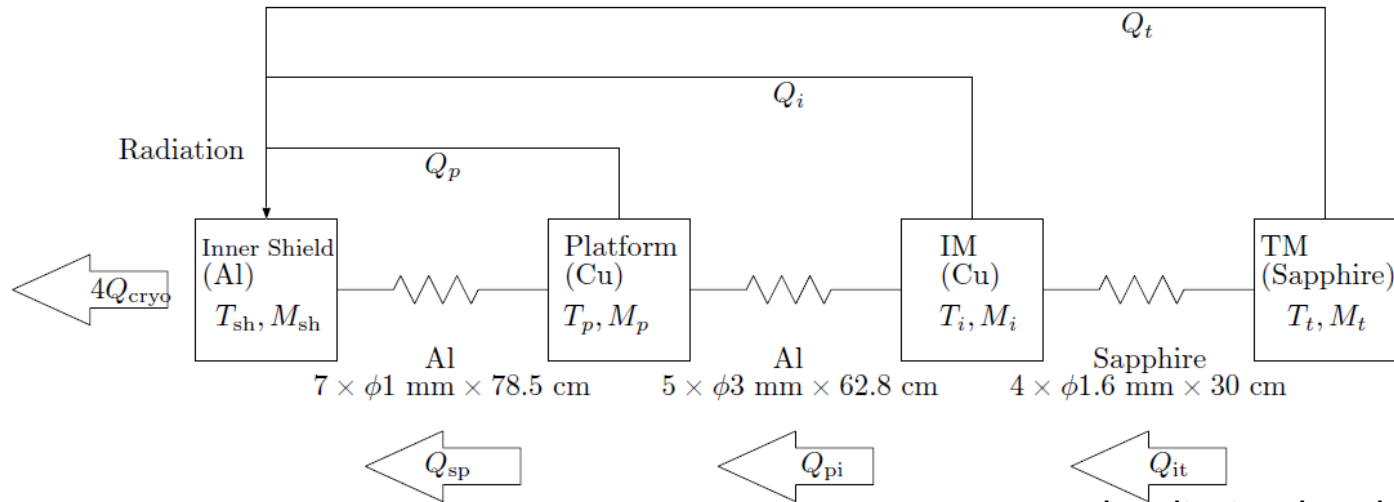 Q_t
Q_i
Radiation
Q_p
Inner Shield
(Al)
T_sh, M_sh
Platform
(Cu)
T_p, M_p
IM
(Cu)
T_i, M_i
TM
(Sapphire)
T_t, M_t
4Q_cryo
Al
7 × ϕ1 mm × 78.5 cm
Al
5 × ϕ3 mm × 62.8 cm
Sapphire
4 × ϕ1.6 mm × 30 cm
Q_sp
Q_pi
Q_it